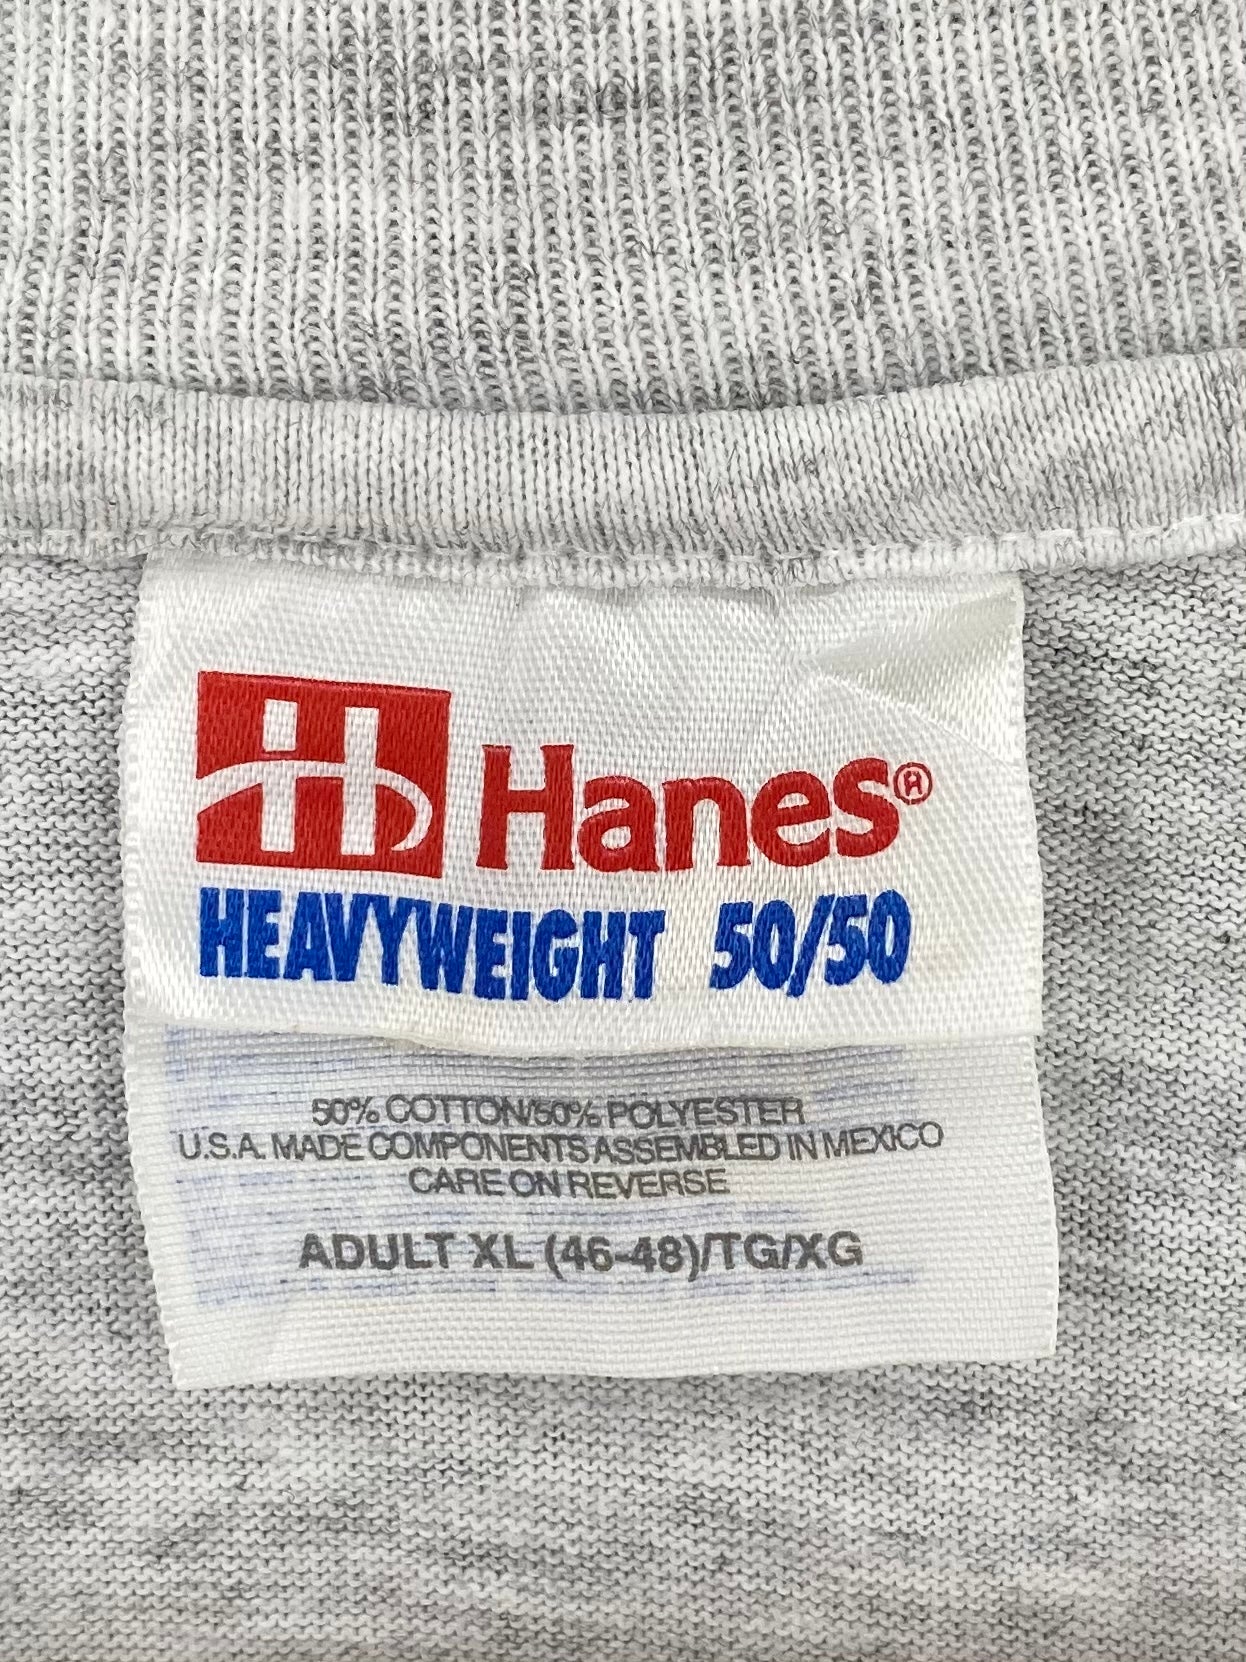 Hanes®
HEAVYWEIGHT 50/50
50% COTTON/50% POLYESTER
U.S.A. MADE COMPONENTS ASSEMBLED IN MEXICO
CARE ON REVERSE
ADULT XL (46-48)/TG/XG